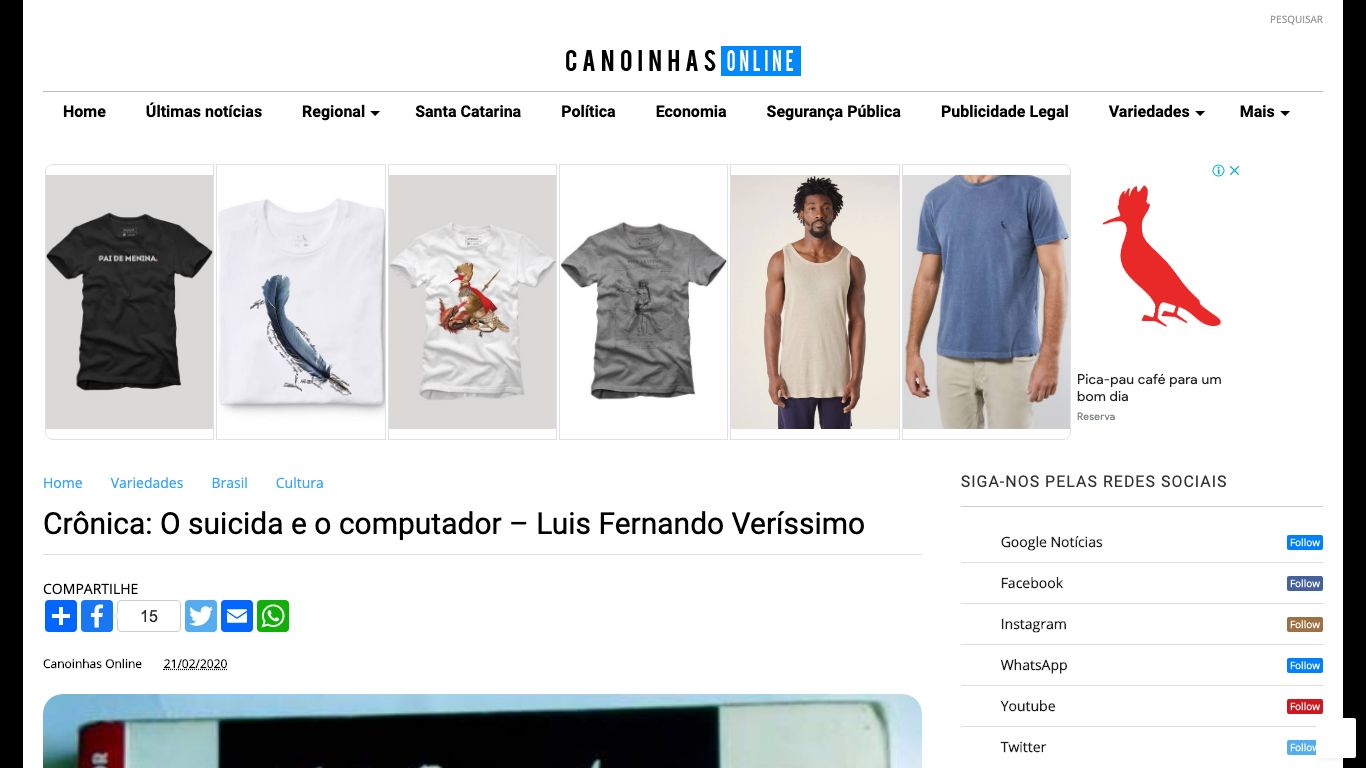 PESQUISAR
CANOINHAS ONLINE
Home Últimas notícias Regional Santa Catarina Política Economia Segurança Pública Publicidade Legal Variedades Mais
PAI DE MENINA.
Pica-pau café para um
bom dia
Reserva
Home Variedades Brasil Cultura
Crônica: O suicida e o computador – Luis Fernando Veríssimo
COMPARTILHE
15
Canoinhas Online 21/02/2020
SIGA-NOS PELAS REDES SOCIAIS
Google Notícias Follow
Facebook Follow
Instagram Follow
WhatsApp Follow
Youtube Follow
Twitter Follow